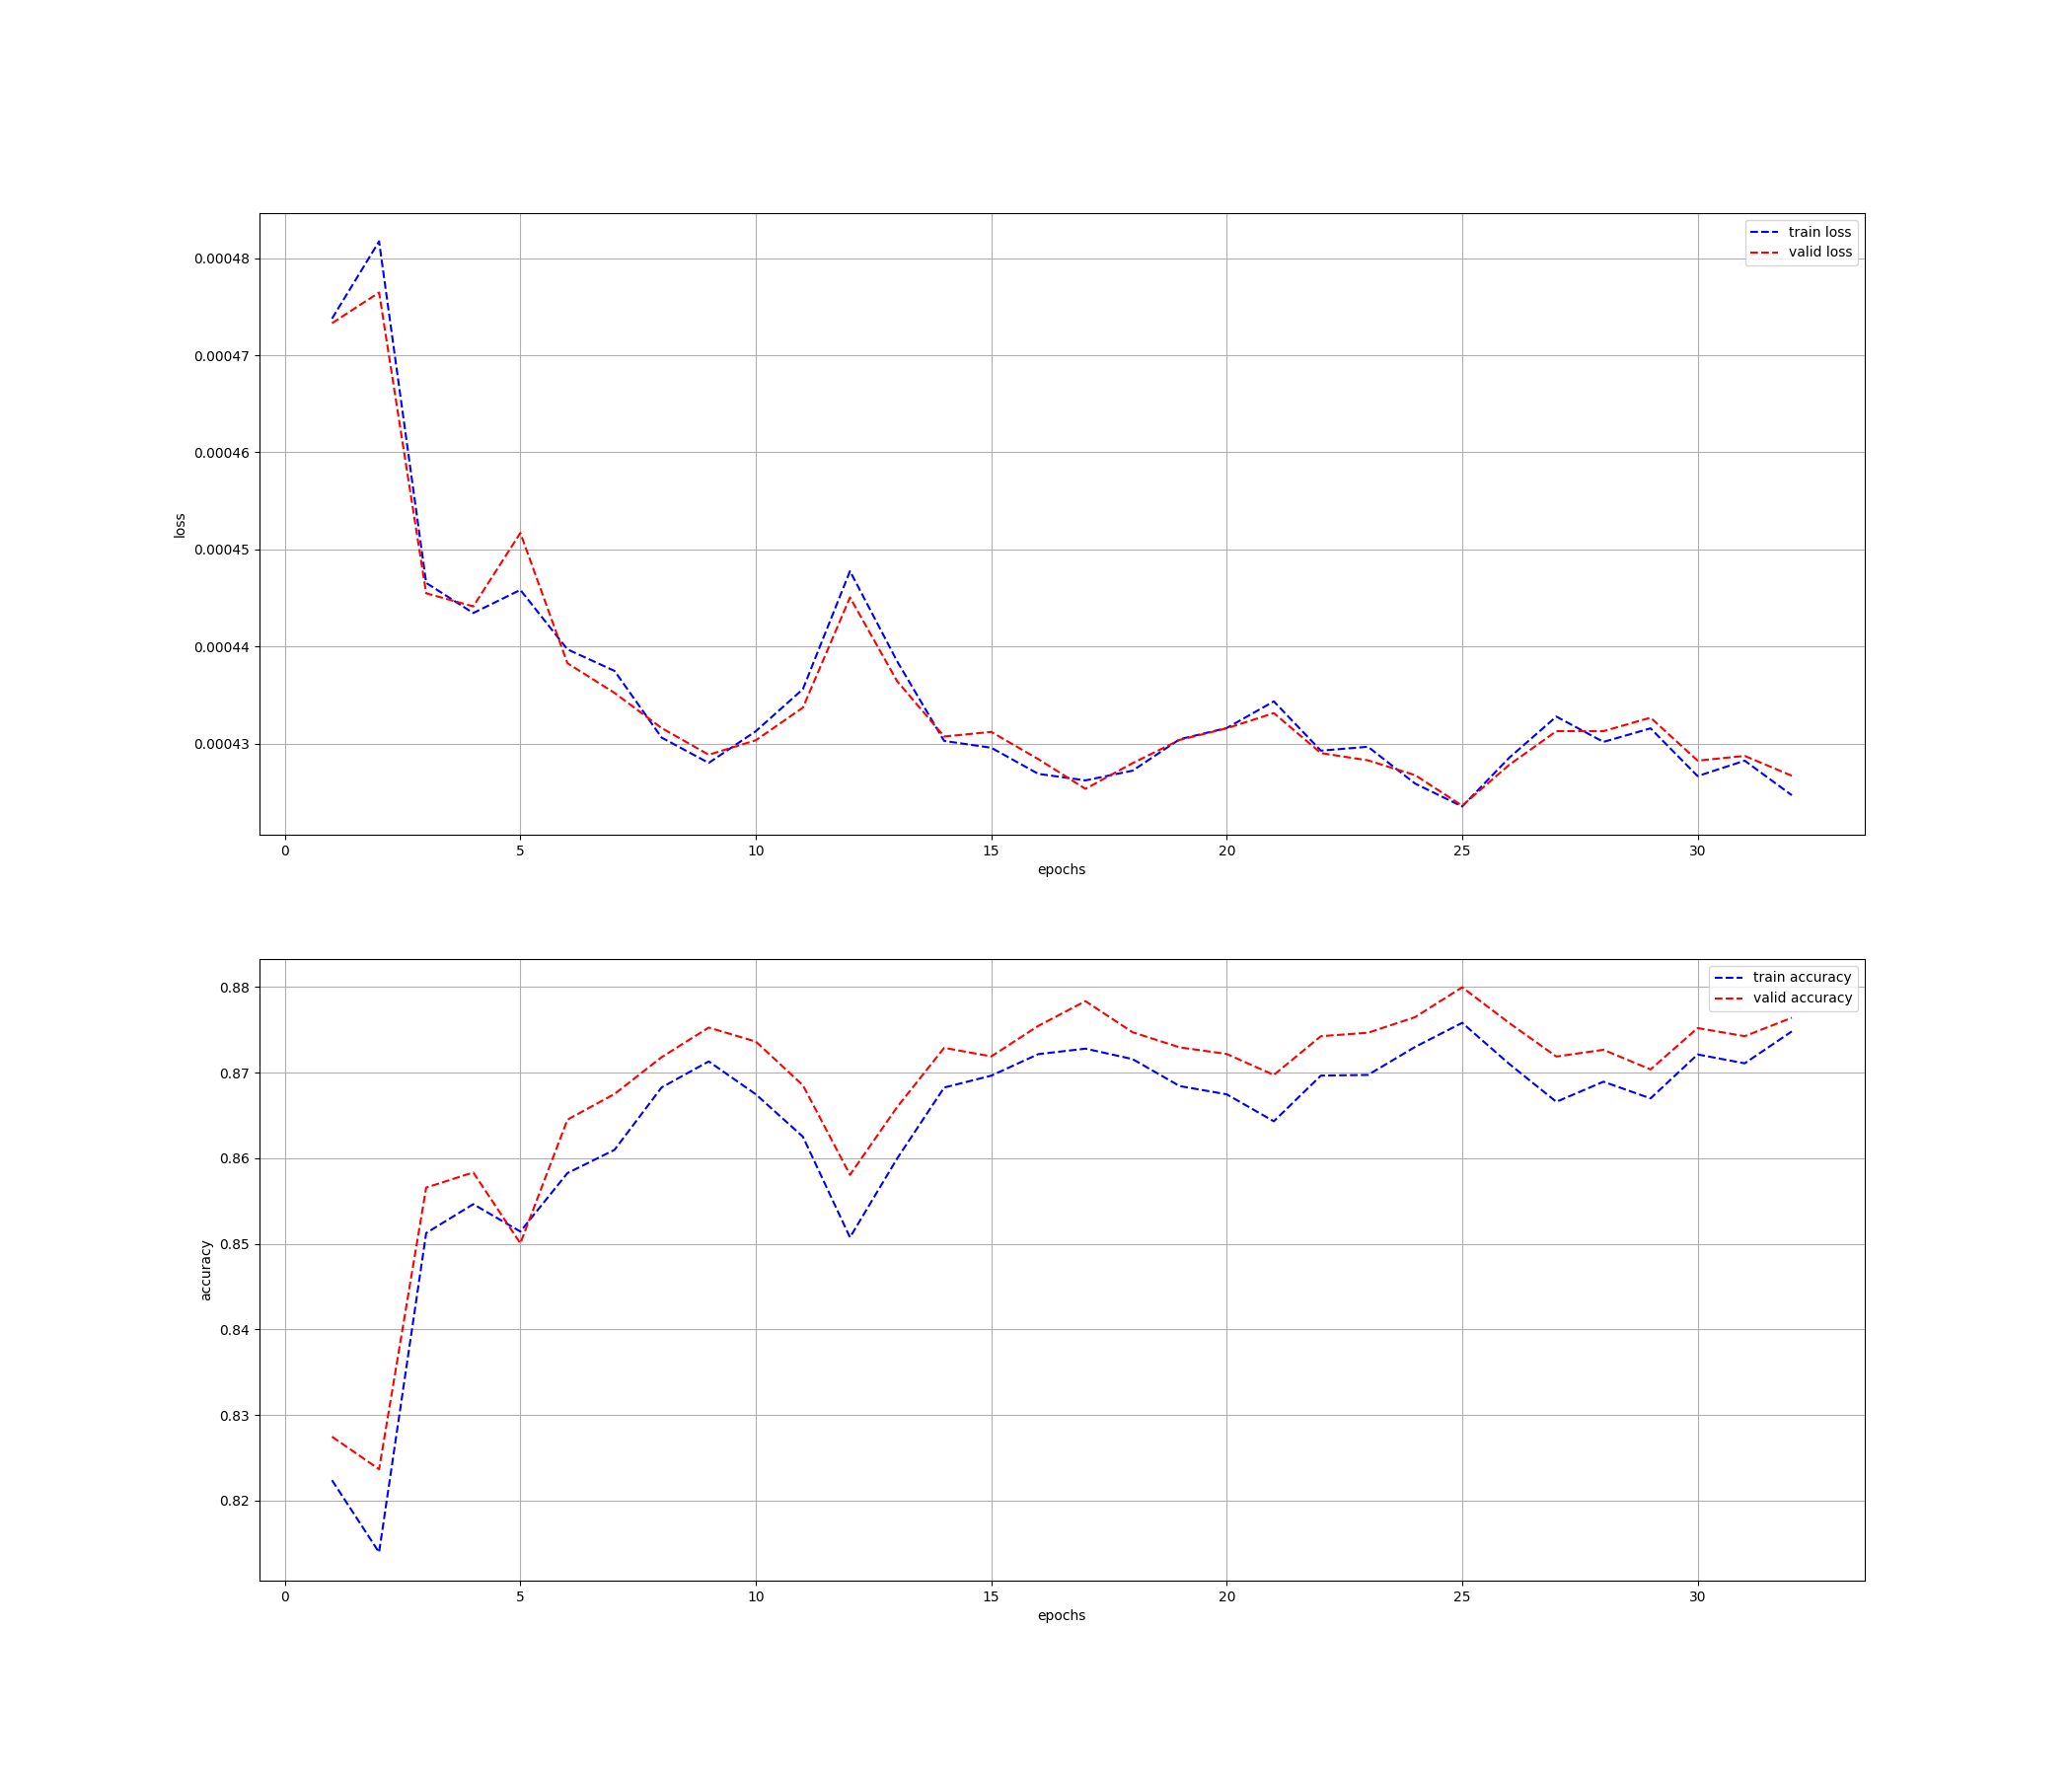 train loss
valid loss
0.00048
0.00047
0.00046
0.00045
0.00044
0.00043
loss
0 5 10 15 20 25 30
epochs
train accuracy
valid accuracy
0.88
0.87
0.86
0.85
0.84
0.83
0.82
accuracy
0 5 10 15 20 25 30
epochs